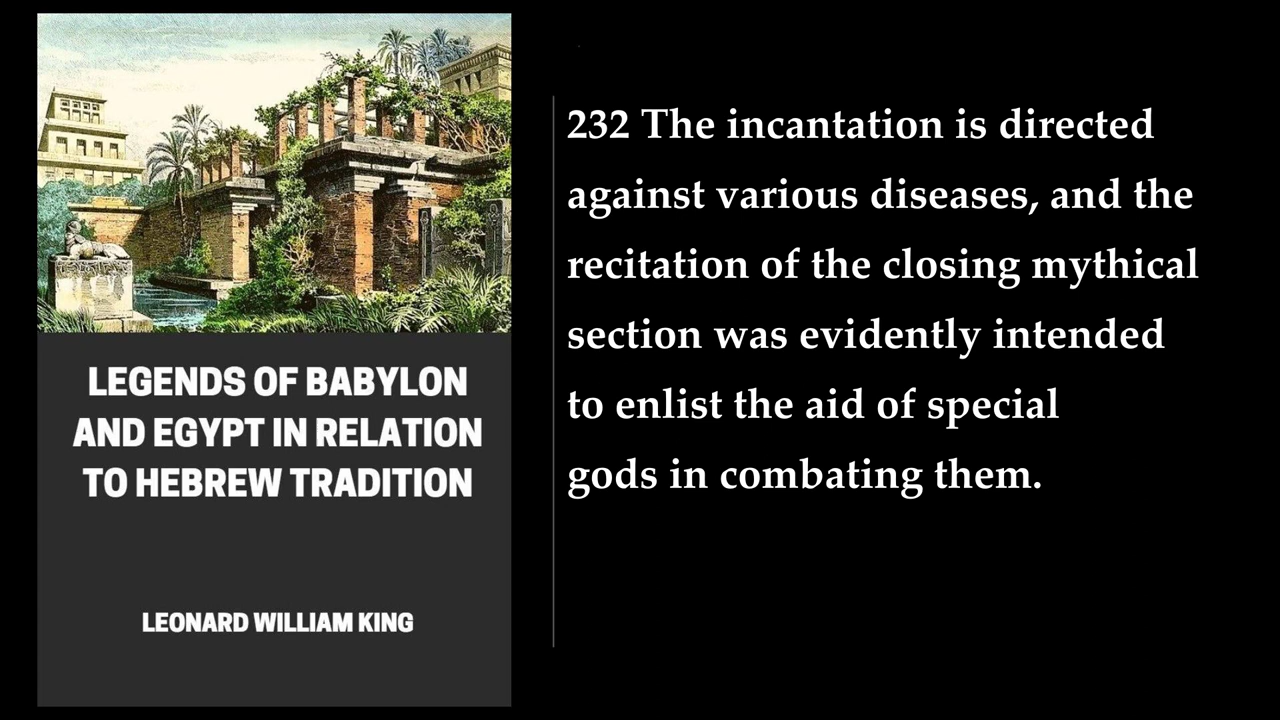 LEGENDS OF BABYLON
AND EGYPT IN RELATION
TO HEBREW TRADITION
LEONARD WILLIAM KING
232 The incantation is directed
against various diseases, and the
recitation of the closing mythical
section was evidently intended
to enlist the aid of special
gods in combating them.